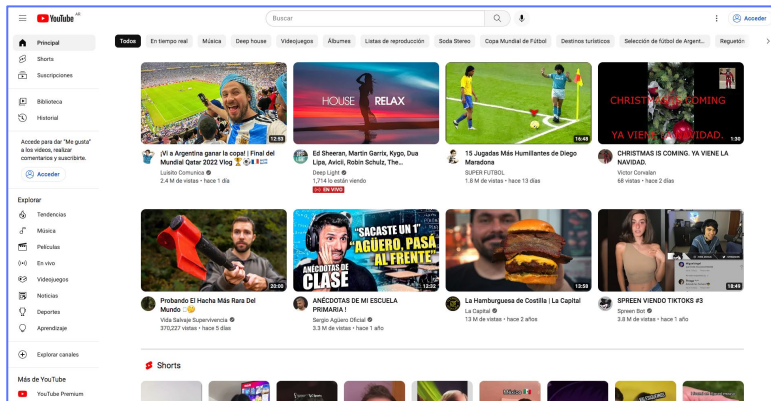 YouTube AR
Buscar
Acceder
Principal
Shorts
Suscripciones
Biblioteca
Historial
Accede para dar "Me gusta"
a los videos, realizar
comentarios y suscribirte.
Acceder
Explorar
Tendencias
Música
Películas
En vivo
Videojuegos
Noticias
Deportes
Aprendizaje
Explorar canales
Más de YouTube
YouTube Premium
Todos
En tiempo real
Música
Deep house
Videojuegos
Álbumes
Listas de reproducción
Soda Stereo
Copa Mundial de Fútbol
Destinos turísticos
Selección de fútbol de Argent...
Reguetón
12:53
¡Vi a Argentina ganar la copa! | Final del
Mundial Qatar 2022 Vlog
Luisito Comunica
2.4 M de vistas • hace 1 día
HOUSE RELAX
Ed Sheeran, Martin Garrix, Kygo, Dua
Lipa, Avicii, Robin Schulz, The...
Deep Light
1,714 lo están viendo
EN VIVO
16:48
15 Jugadas Más Humillantes de Diego
Maradona
SUPER FUTBOL
1.8 M de vistas • hace 13 días
CHRISTMAS IS COMING
YA VIENE LA NAVIDAD.
1:30
CHRISTMAS IS COMING. YA VIENE LA
NAVIDAD.
Victor Corvalan
68 vistas • hace 2 días
20:00
Probando El Hacha Más Rara Del
Mundo
Vida Salvaje Supervivencia
370,227 vistas • hace 5 días
"SACASTE UN 1"
"AGÜERO, PASÁ
AL FRENTE"
ANÉCDOTAS DE
CLASE
12:32
ANÉCDOTAS DE MI ESCUELA
PRIMARIA !
Sergio Agüero Oficial
3.3 M de vistas • hace 1 año
13:58
La Hamburguesa de Costilla | La Capital
La Capital
13 M de vistas • hace 2 años
18:49
SPREEN VIENDO TIKTOKS #3
Spreen Bot
3.8 M de vistas • hace 1 año
Shorts
México